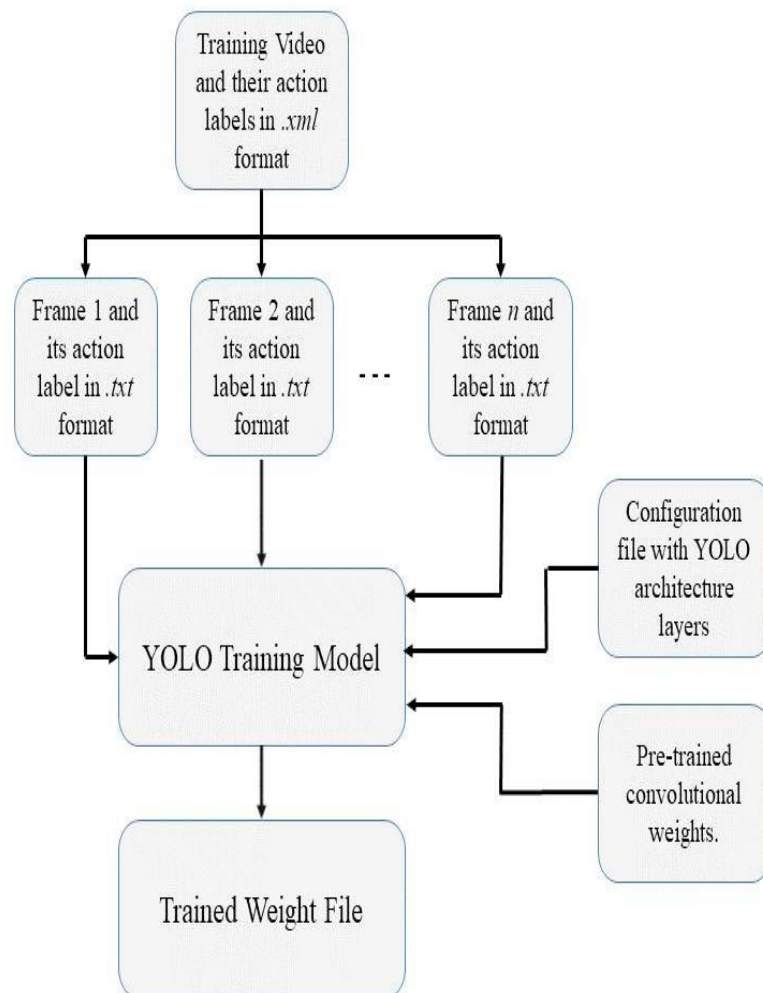 Training Video
and their action
labels in .xml
format
Frame 1 and
its action
label in .txt
format
Frame 2 and
its action
label in .txt
format
---
Frame n and
its action
label in .txt
format
Configuration
file with YOLO
architecture
layers
YOLO Training Model
Pre-trained
convolutional
weights.
Trained Weight File